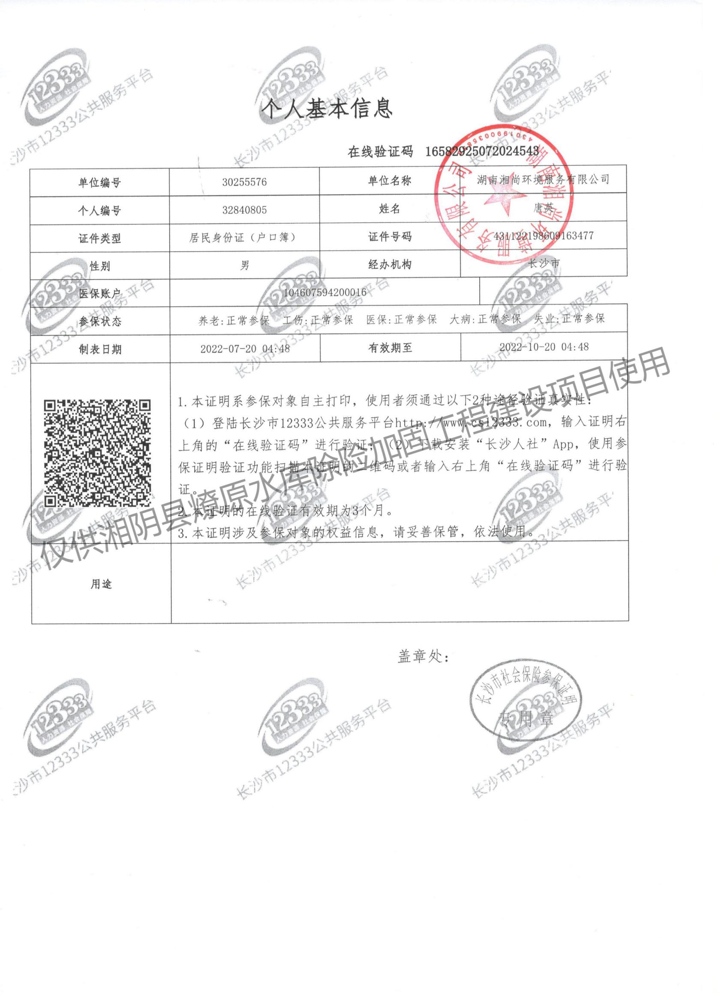 个人基本信息
在线验证码 16582925072024543
单位编号 30255576 单位名称 湖南湘尚环境服务有限公司
个人编号 32840805 姓名 唐英
证件类型 居民身份证（户口簿） 证件号码 431122198609163477
性别 男 经办机构 长沙市
医保账户 104607594200016
参保状态 养老:正常参保 工伤:正常参保 医保:正常参保 大病:正常参保 失业:正常参保
制表日期 2022-07-20 04:48 有效期至 2022-10-20 04:48
1.本证明系参保对象自主打印，使用者须通过以下2种途径验证真实性：
（1）登陆长沙市12333公共服务平台http://www.cs12333.com，输入证明右
上角的“在线验证码”进行验证；（2）下载安装“长沙人社”App，使用参
保证明验证功能扫描本证明的二维码或者输入右上角“在线验证码”进行验
证。
2.本证明的在线验证有效期为3个月。
3.本证明涉及参保对象的权益信息，请妥善保管，依法使用。
用途
盖章处：
长沙市社会保险参保证明
专用章
湖南湘尚环境服务有限公司
仅供湘阴县燎原水库除险加固工程建设项目使用
12333
长沙市12333公共服务平台